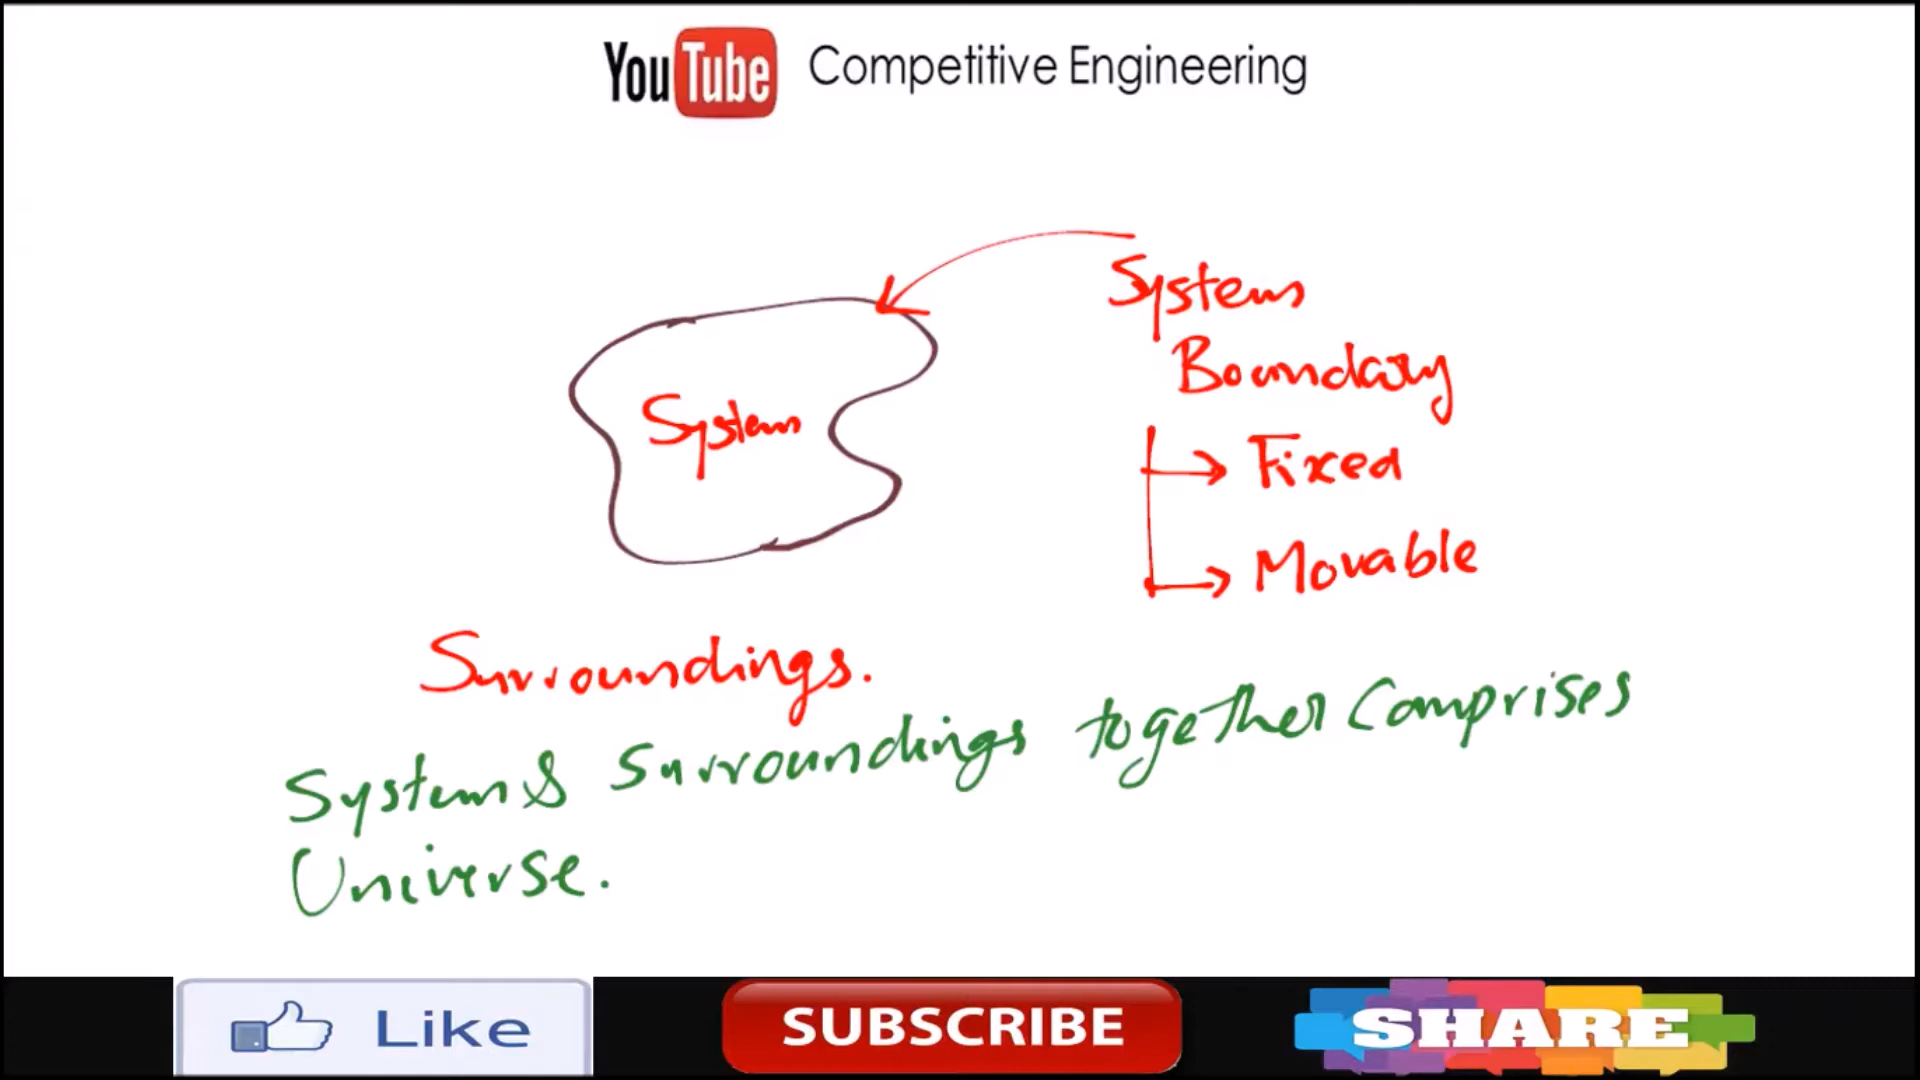 YouTube Competitive Engineering
System
Boundary
System
Fixed
Movable
Surroundings.
System & Surroundings together Comprises
Universe.
Like
SUBSCRIBE
SHARE